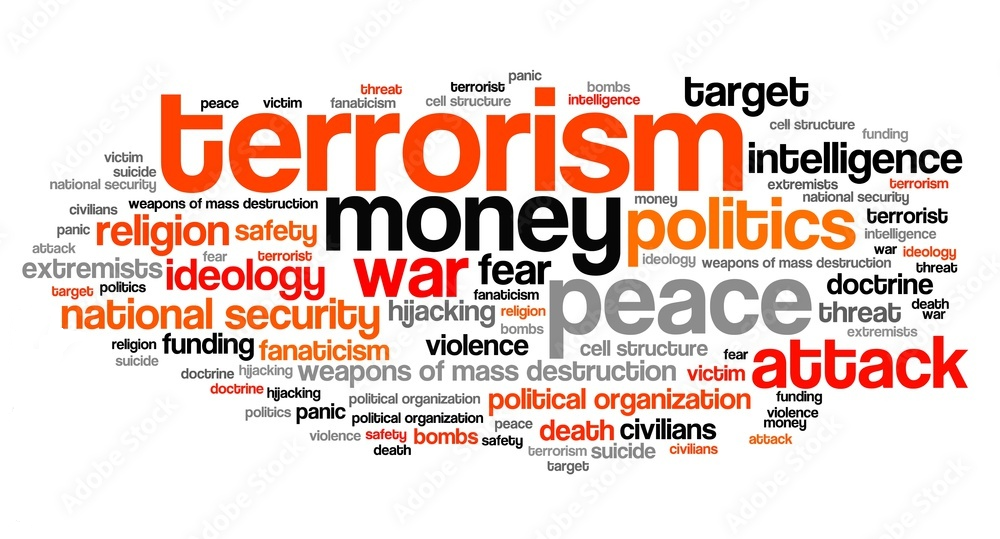 panic
threat terrorist bombs
peace victim fanaticism cell structure intelligence target
terrorism
cell structure funding
victim intelligence
suicide
national security extremists terrorism
weapons of mass destruction money national security
civilians money politics terrorist
panic religion safety intelligence
attack fear terrorist ideology weapons of mass destruction war ideology
extremists ideology war fear threat
target politics fanaticism peace doctrine
national security hijacking religion threat death
war
bombs extremists
religion funding fanaticism violence cell structure fear attack
suicide
doctrine hijacking weapons of mass destruction victim
doctrine hijacking political organization political organization funding
politics panic political organization peace violence
money
violence safety bombs safety death civilians attack
death terrorism suicide civilians
target
Adobe Stock